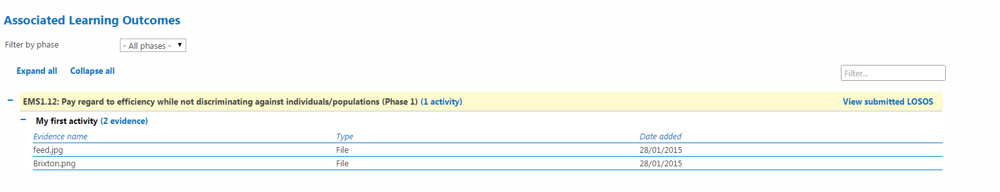 Associated Learning Outcomes
Filter by phase - All phases -
Expand all Collapse all Filter...
EMS1.12: Pay regard to efficiency while not discriminating against individuals/populations (Phase 1) (1 activity) View submitted LOSOS
My first activity (2 evidence)
Evidence name Type Date added
feed.jpg File 28/01/2015
Brixton.png File 28/01/2015